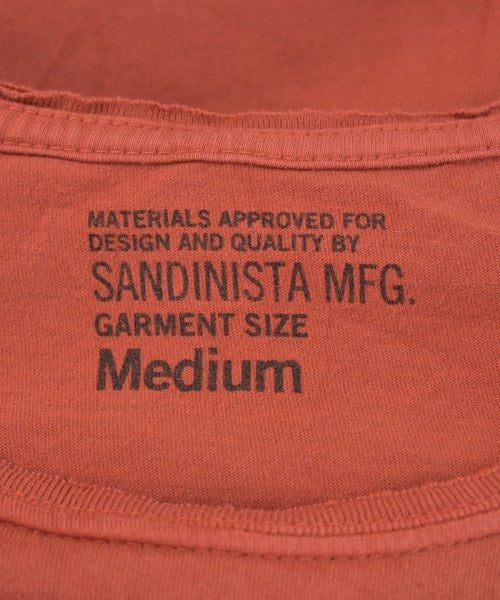 MATERIALS APPROVED FOR
DESIGN AND QUALITY BY
SANDINISTA MFG.
GARMENT SIZE
Medium